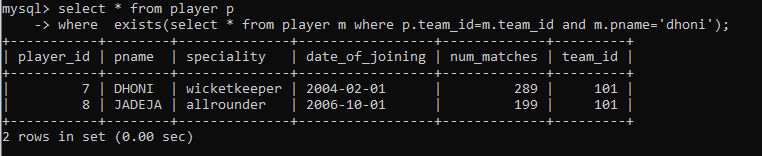 mysql> select * from player p
    -> where  exists(select * from player m where p.team_id=m.team_id and m.pname='dhoni');
+-----------+--------+--------------+-----------------+-------------+---------+
| player_id | pname  | speciality   | date_of_joining | num_matches | team_id |
+-----------+--------+--------------+-----------------+-------------+---------+
|         7 | DHONI  | wicketkeeper | 2004-02-01      |         289 |     101 |
|         8 | JADEJA | allrounder   | 2006-10-01      |         199 |     101 |
+-----------+--------+--------------+-----------------+-------------+---------+
2 rows in set (0.00 sec)